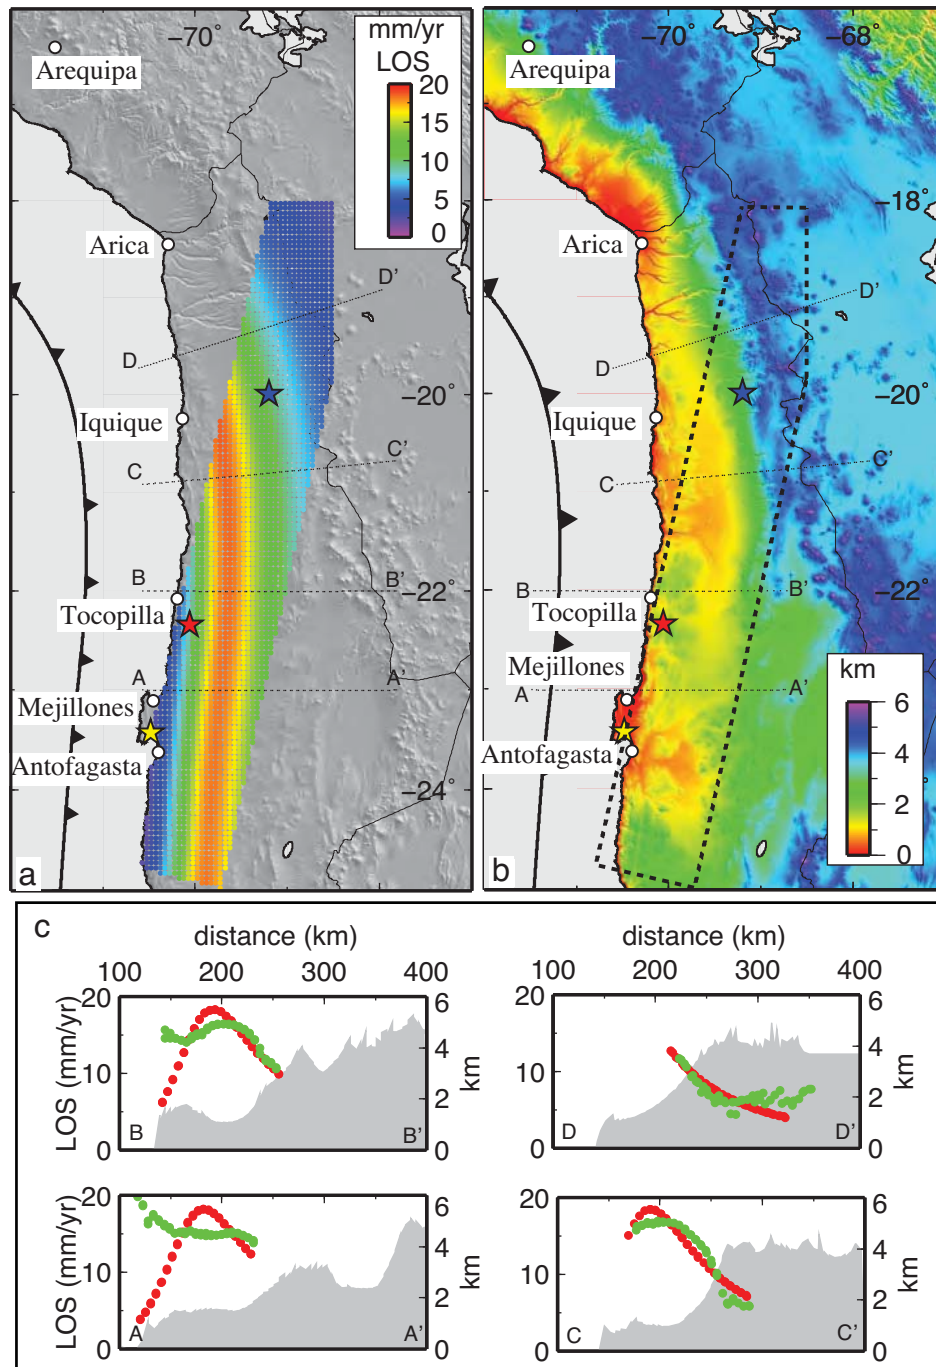 mm/yr
LOS
20
15
10
5
0
−70˚
Arequipa
Arica
D'
D
Iquique
C'
C
B
B'
Tocopilla
A
A'
Mejillones
Antofagasta
−18˚
−20˚
−22˚
−24˚
a
−70˚
−68˚
Arequipa
Arica
D'
D
Iquique
C'
C
B
B'
Tocopilla
Mejillones
A
A'
Antofagasta
km
6
4
2
0
b
c
distance (km)
100 200 300 400
distance (km)
100 200 300 400
LOS (mm/yr)
20
10
0
6
4
2
0
km
B
B'
20
10
0
6
4
2
0
km
D
D'
LOS (mm/yr)
20
10
0
6
4
2
0
km
A
A'
20
10
0
6
4
2
0
km
C
C'